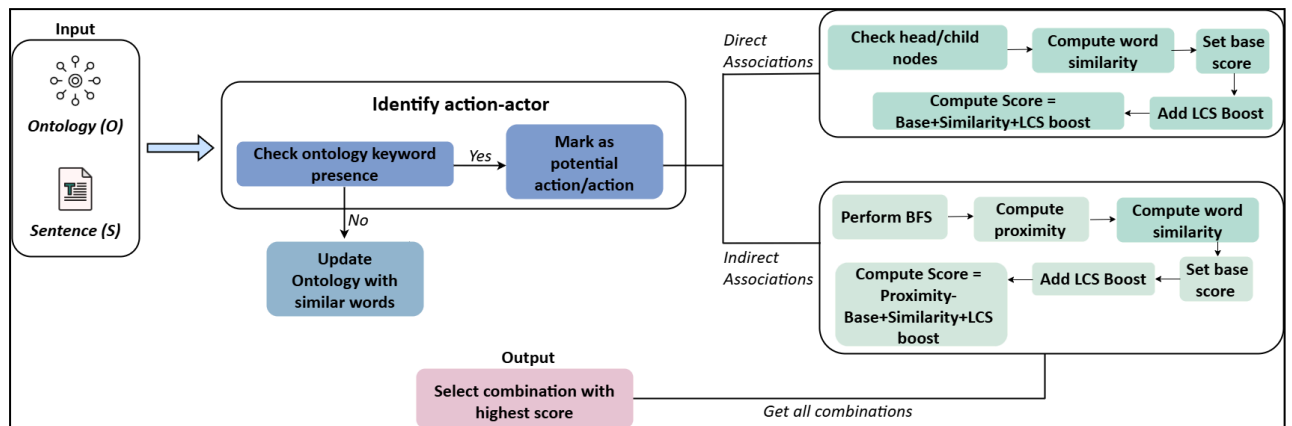 Input
Ontology (O)
T
Sentence (S)
Identify action-actor
Check ontology keyword
presence
Yes
Mark as
potential
action/action
No
Update
Ontology with
similar words
Direct
Associations
Check head/child
nodes
Compute word
similarity
Set base
score
Add LCS Boost
Compute Score =
Base+Similarity+LCS boost
Indirect
Associations
Perform BFS
Compute
proximity
Compute word
similarity
Set base
score
Add LCS Boost
Compute Score =
Proximity-
Base+Similarity+LCS
boost
Get all combinations
Output
Select combination with
highest score